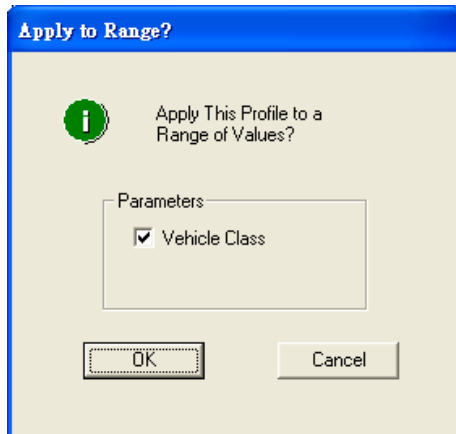 Apply to Range?
Apply This Profile to a
Range of Values?
Parameters
Vehicle Class
OK
Cancel